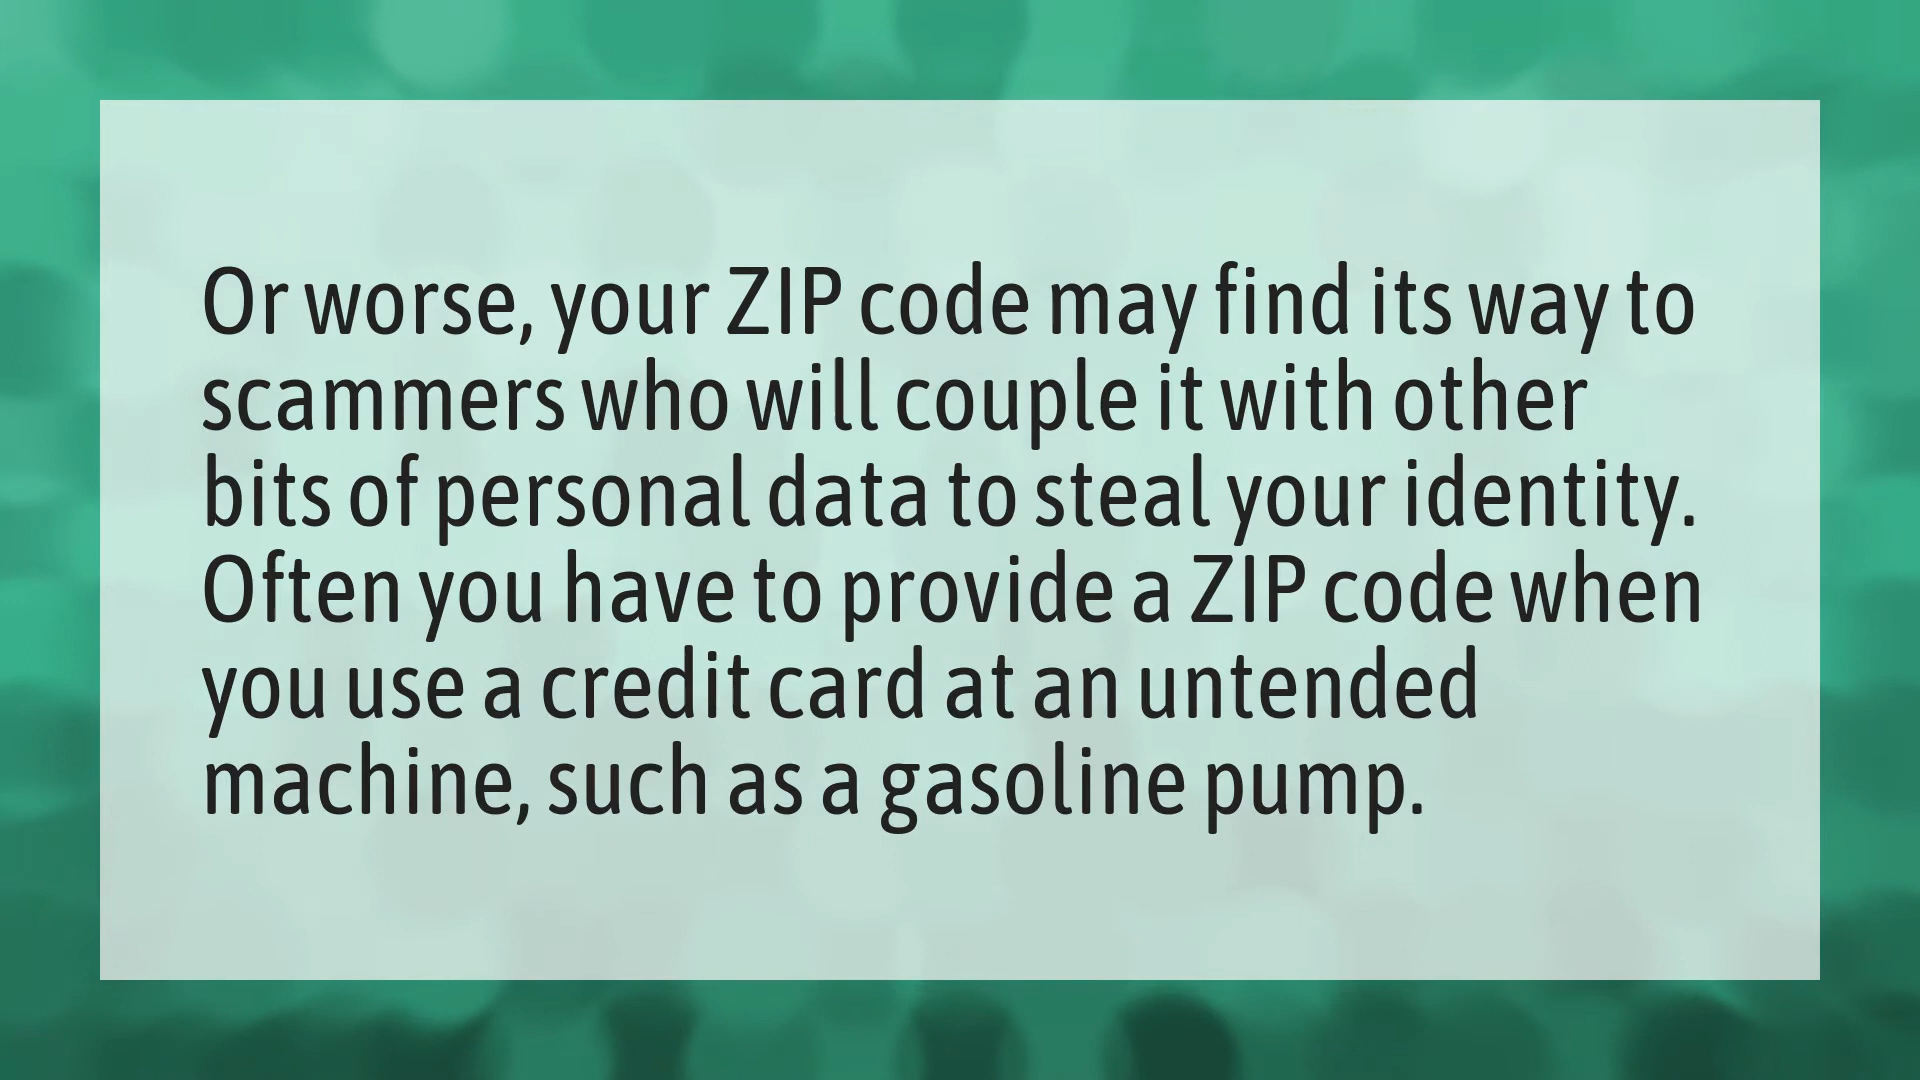 Or worse, your ZIP code may find its way to
scammers who will couple it with other
bits of personal data to steal your identity.
Often you have to provide a ZIP code when
you use a credit card at an untended
machine, such as a gasoline pump.